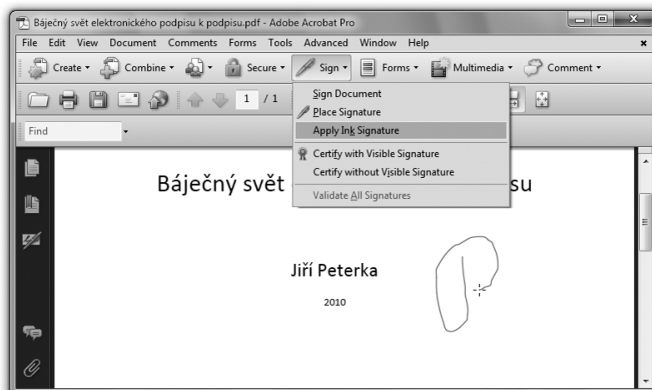 Báječný svět elektronického podpisu k podpisu.pdf - Adobe Acrobat Pro
File Edit View Document Comments Forms Tools Advanced Window Help
Create Combine Secure Sign Forms Multimedia Comment
1 / 1
Sign Document
Place Signature
Find
Apply Ink Signature
Certify with Visible Signature
Certify without Visible Signature
Báječný svět su
Validate All Signatures
Jiří Peterka
2010